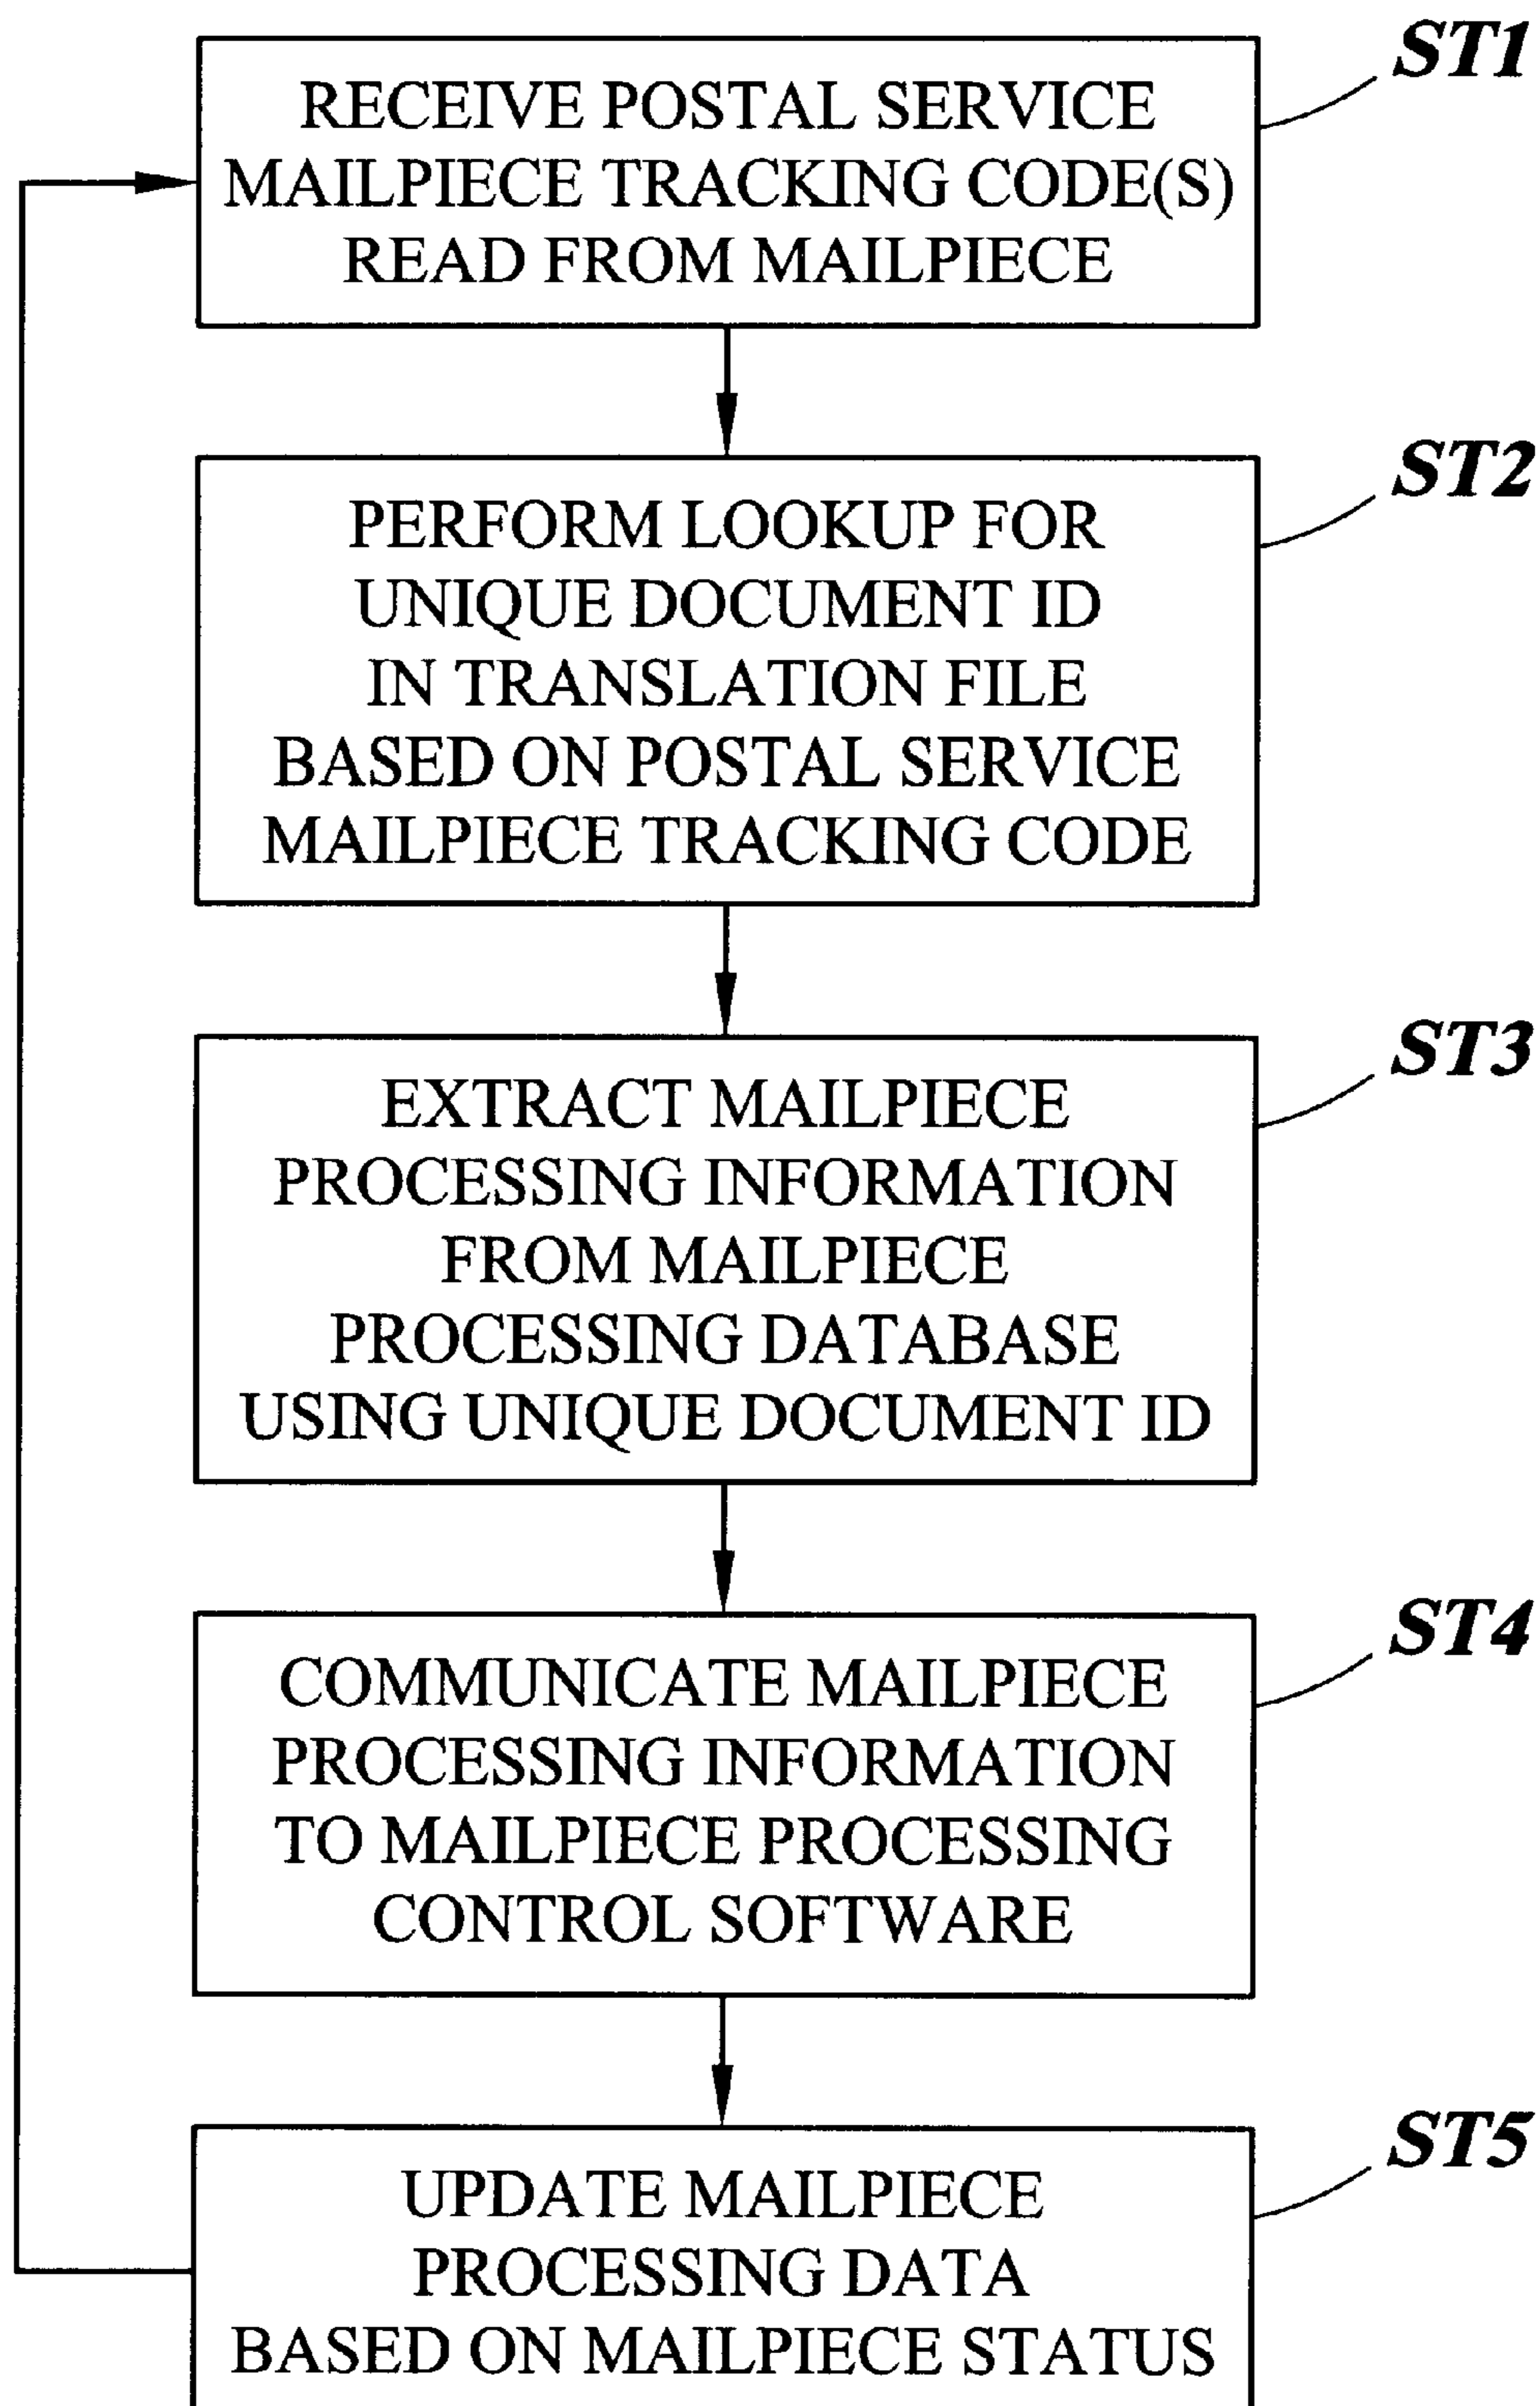 ST1
RECEIVE POSTAL SERVICE
MAILPIECE TRACKING CODE(S)
READ FROM MAILPIECE
ST2
PERFORM LOOKUP FOR
UNIQUE DOCUMENT ID
IN TRANSLATION FILE
BASED ON POSTAL SERVICE
MAILPIECE TRACKING CODE
ST3
EXTRACT MAILPIECE
PROCESSING INFORMATION
FROM MAILPIECE
PROCESSING DATABASE
USING UNIQUE DOCUMENT ID
ST4
COMMUNICATE MAILPIECE
PROCESSING INFORMATION
TO MAILPIECE PROCESSING
CONTROL SOFTWARE
ST5
UPDATE MAILPIECE
PROCESSING DATA
BASED ON MAILPIECE STATUS